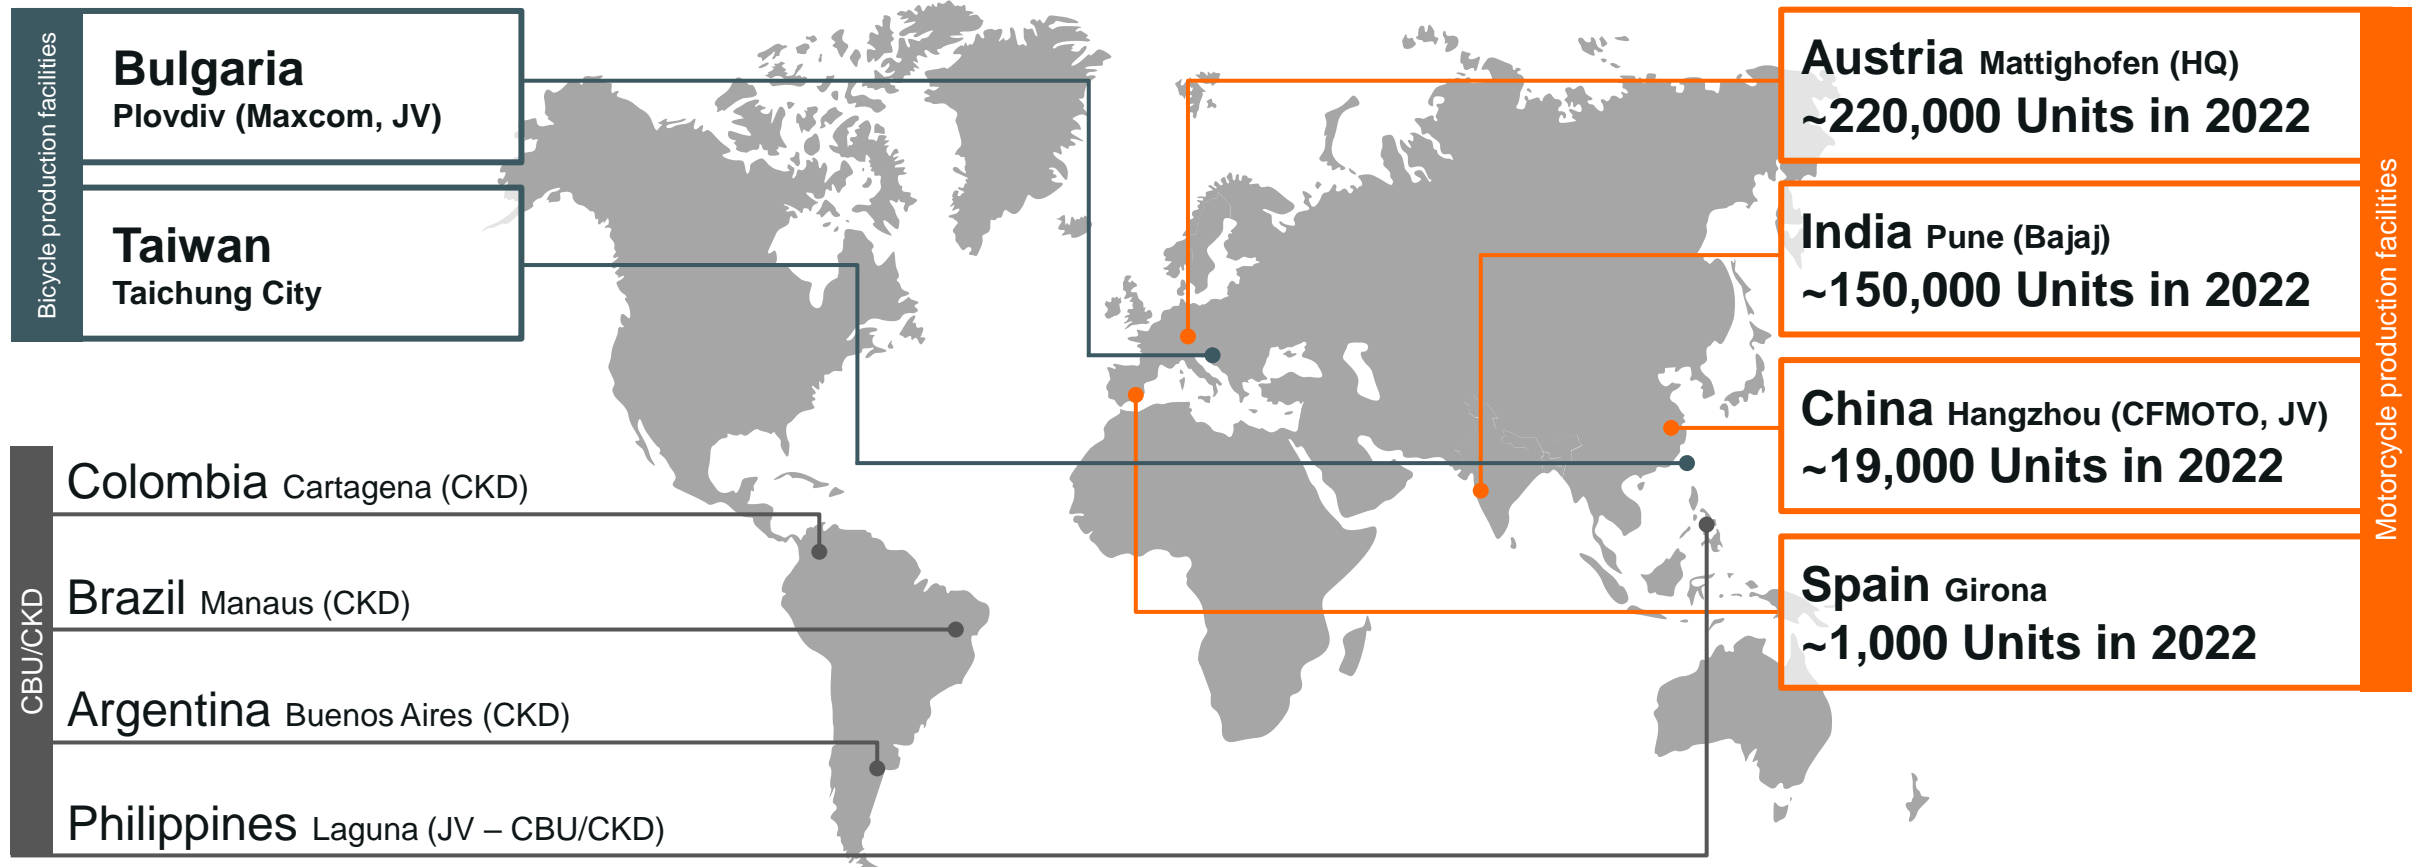 Bicycle production facilities
Bulgaria
Plovdiv (Maxcom, JV)
Taiwan
Taichung City
CBU/CKD
Colombia Cartagena (CKD)
Brazil Manaus (CKD)
Argentina Buenos Aires (CKD)
Philippines Laguna (JV – CBU/CKD)
Austria Mattighofen (HQ)
~220,000 Units in 2022
India Pune (Bajaj)
~150,000 Units in 2022
China Hangzhou (CFMOTO, JV)
~19,000 Units in 2022
Spain Girona
~1,000 Units in 2022
Motorcycle production facilities